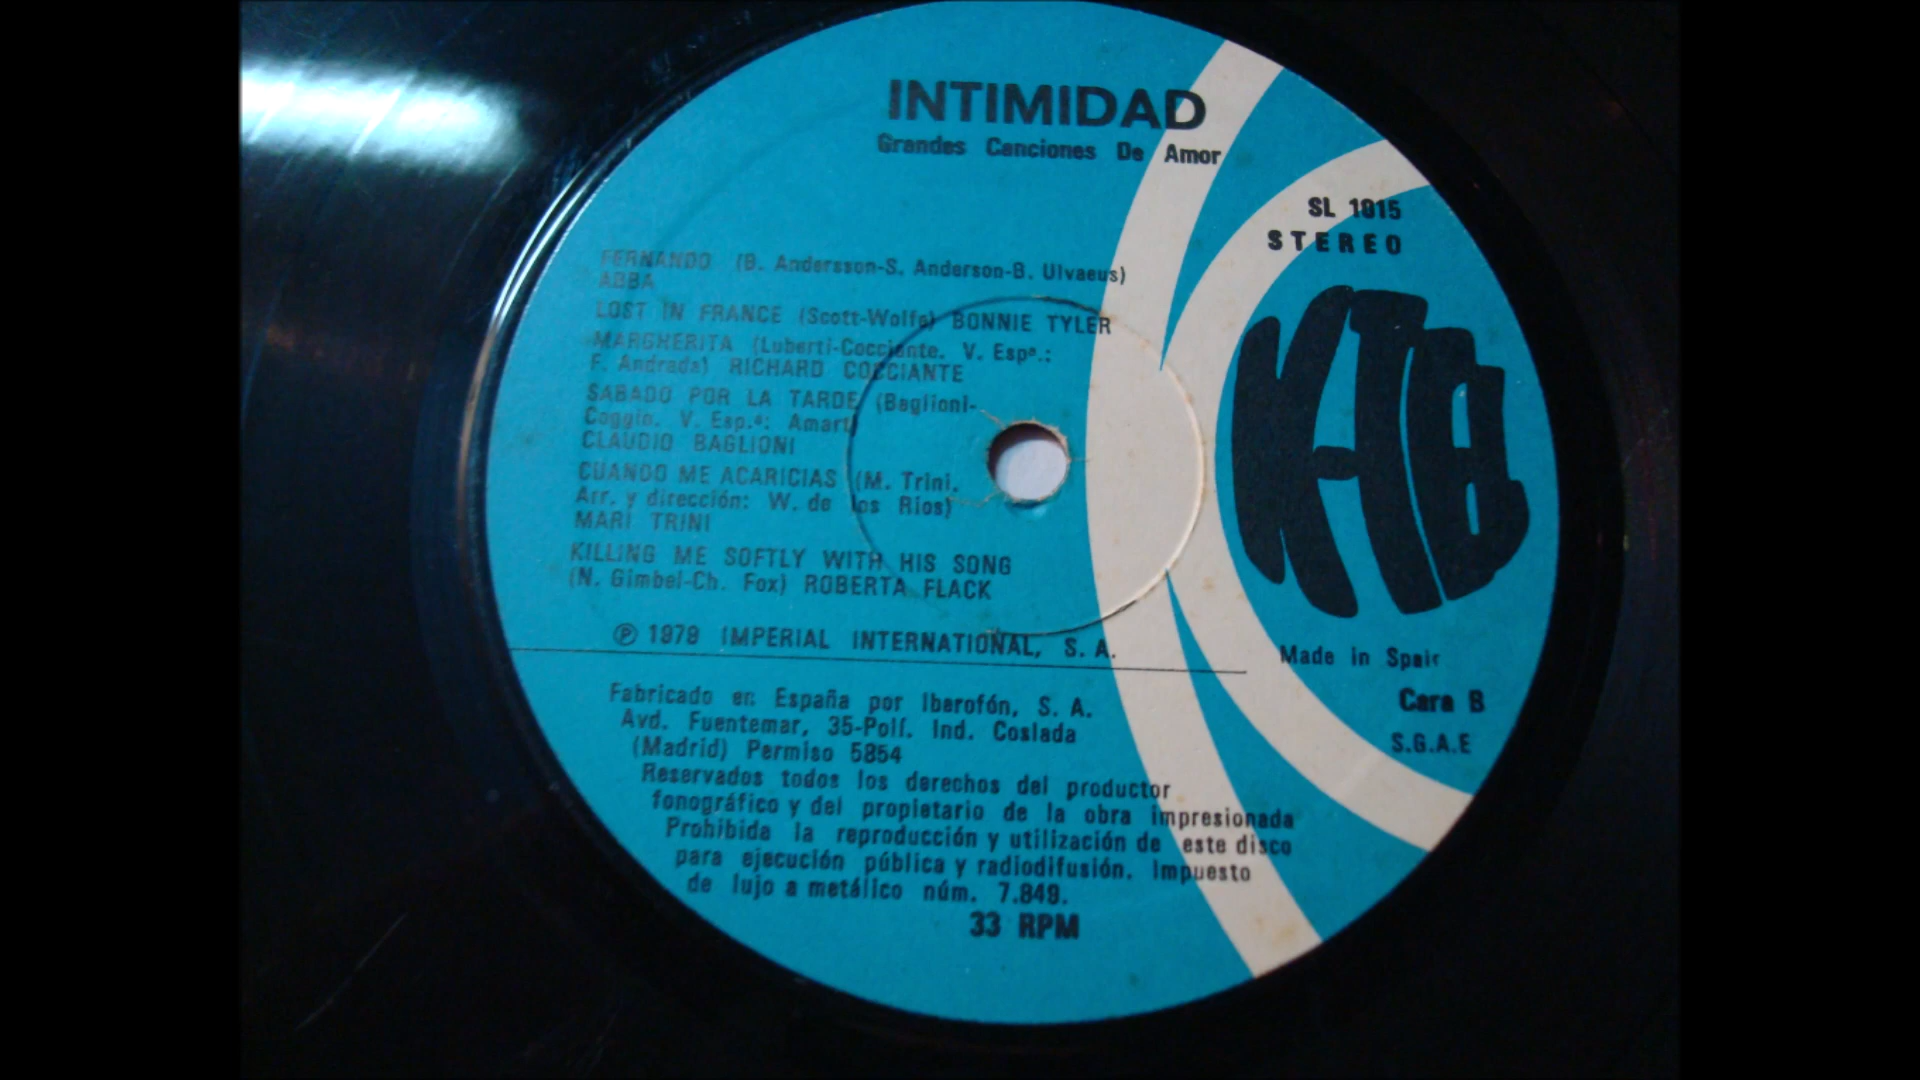 INTIMIDAD
Grandes Canciones De Amor
SL 1015
STEREO
FERNANDO (B. Andersson-S. Anderson-B. Ulvaeus)
ABBA
LOST IN FRANCE (Scott-Wolfe) BONNIE TYLER
MARGHERITA (Luberti-Cocciante. V. Espª.:
F. Andrada) RICHARD COCCIANTE
SABADO POR LA TARDE (Baglioni-
Coggio. V. Esp.ª: Amart)
CLAUDIO BAGLIONI
CUANDO ME ACARICIAS (M. Trini.
Arr. y dirección: W. de los Rios)
MARI TRINI
KILLING ME SOFTLY WITH HIS SONG
(N. Gimbel-Ch. Fox) ROBERTA FLACK
KTEL
Ⓟ 1979 IMPERIAL INTERNATIONAL, S. A.
Made in Spain
Cara B
S.G.A.E
Fabricado en España por Iberofón, S. A.
Avd. Fuentemar, 35-Polí. Ind. Coslada
(Madrid) Permiso 5854
Reservados todos los derechos del productor
fonográfico y del propietario de la obra impresionada
Prohibida la reproducción y utilización de este disco
para ejecución pública y radiodifusión. Impuesto
de lujo a metálico núm. 7.849.
33 RPM